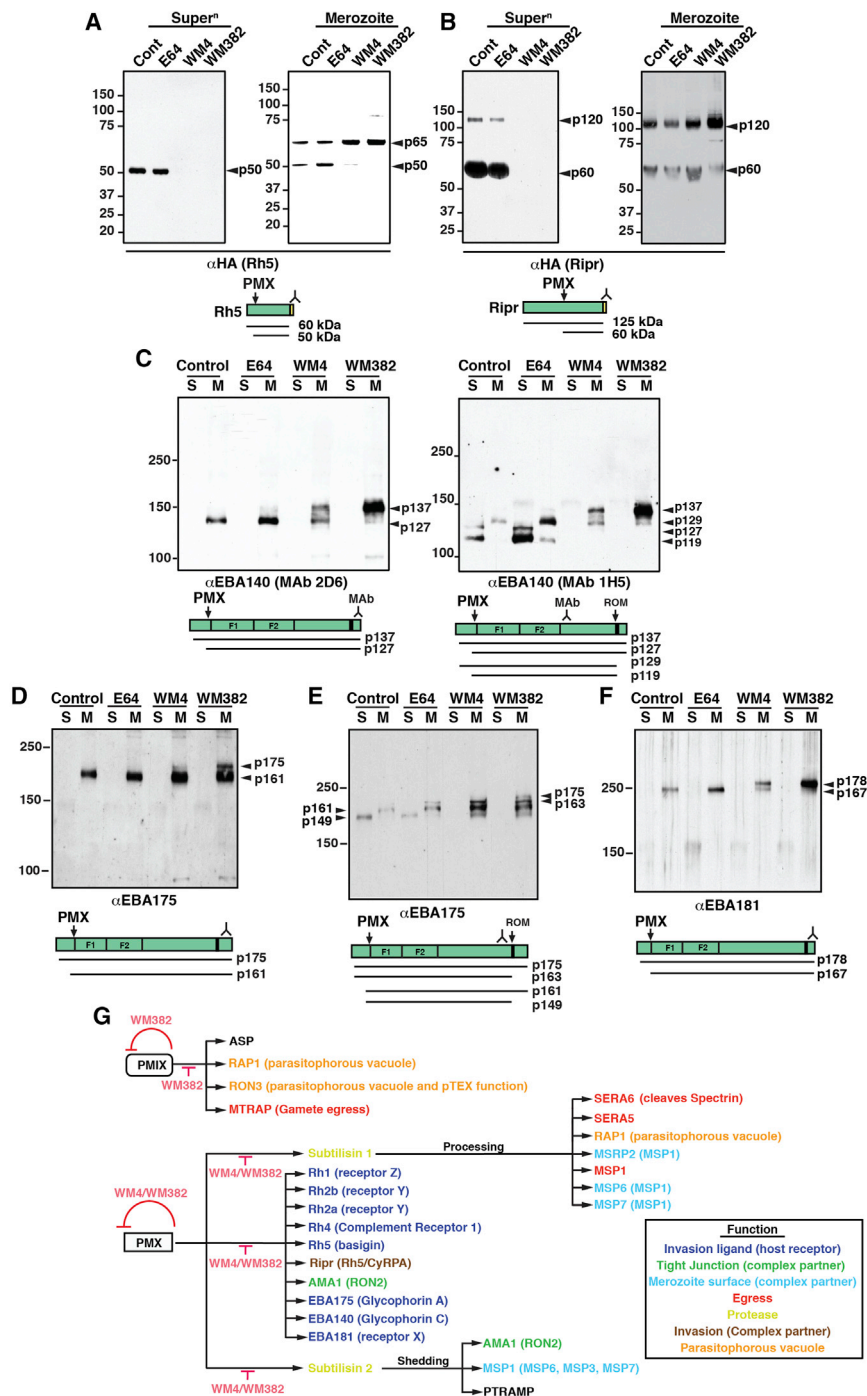 A
Superⁿ
Merozoite
Cont
E64
WM4
WM382
Cont
E64
WM4
WM382
150
100
75
50
37
25
20
p50
150
100
75
50
37
25
20
p65
p50
αHA (Rh5)
PMX
Rh5
60 kDa
50 kDa
B
Superⁿ
Merozoite
Cont
E64
WM4
WM382
Cont
E64
WM4
WM382
150
100
75
50
37
25
p120
p60
150
100
75
50
37
25
p120
p60
αHA (Ripr)
PMX
Ripr
125 kDa
60 kDa
C
Control E64 WM4 WM382
S M S M S M S M
250
150
100
p137
p127
αEBA140 (MAb 2D6)
PMX
MAb
F1
F2
p137
p127
Control E64 WM4 WM382
S M S M S M S M
250
150
100
p137
p129
p127
p119
αEBA140 (MAb 1H5)
PMX
MAb
ROM
F1
F2
p137
p127
p129
p119
D
Control E64 WM4 WM382
S M S M S M S M
250
150
100
p175
p161
αEBA175
PMX
F1
F2
p175
p161
E
Control E64 WM4 WM382
S M S M S M S M
250
p161
p149
150
p175
p163
αEBA175
PMX
ROM
F1
F2
p175
p163
p161
p149
F
Control E64 WM4 WM382
S M S M S M S M
250
150
p178
p167
αEBA181
PMX
F1
F2
p178
p167
G
WM382
PMIX
WM382
ASP
RAP1 (parasitophorous vacuole)
RON3 (parasitophorous vacuole and pTEX function)
MTRAP (Gamete egress)
WM4/WM382
PMX
WM4/WM382
Subtilisin 1
Processing
SERA6 (cleaves Spectrin)
SERA5
RAP1 (parasitophorous vacuole)
MSRP2 (MSP1)
MSP1
MSP6 (MSP1)
MSP7 (MSP1)
WM4/WM382
Rh1 (receptor Z)
Rh2b (receptor Y)
Rh2a (receptor Y)
Rh4 (Complement Receptor 1)
Rh5 (basigin)
Ripr (Rh5/CyRPA)
AMA1 (RON2)
EBA175 (Glycophorin A)
EBA140 (Glycophorin C)
EBA181 (receptor X)
WM4/WM382
Subtilisin 2
Shedding
AMA1 (RON2)
MSP1 (MSP6, MSP3, MSP7)
PTRAMP
Function
Invasion ligand (host receptor)
Tight Junction (complex partner)
Merozoite surface (complex partner)
Egress
Protease
Invasion (Complex partner)
Parasitophorous vacuole